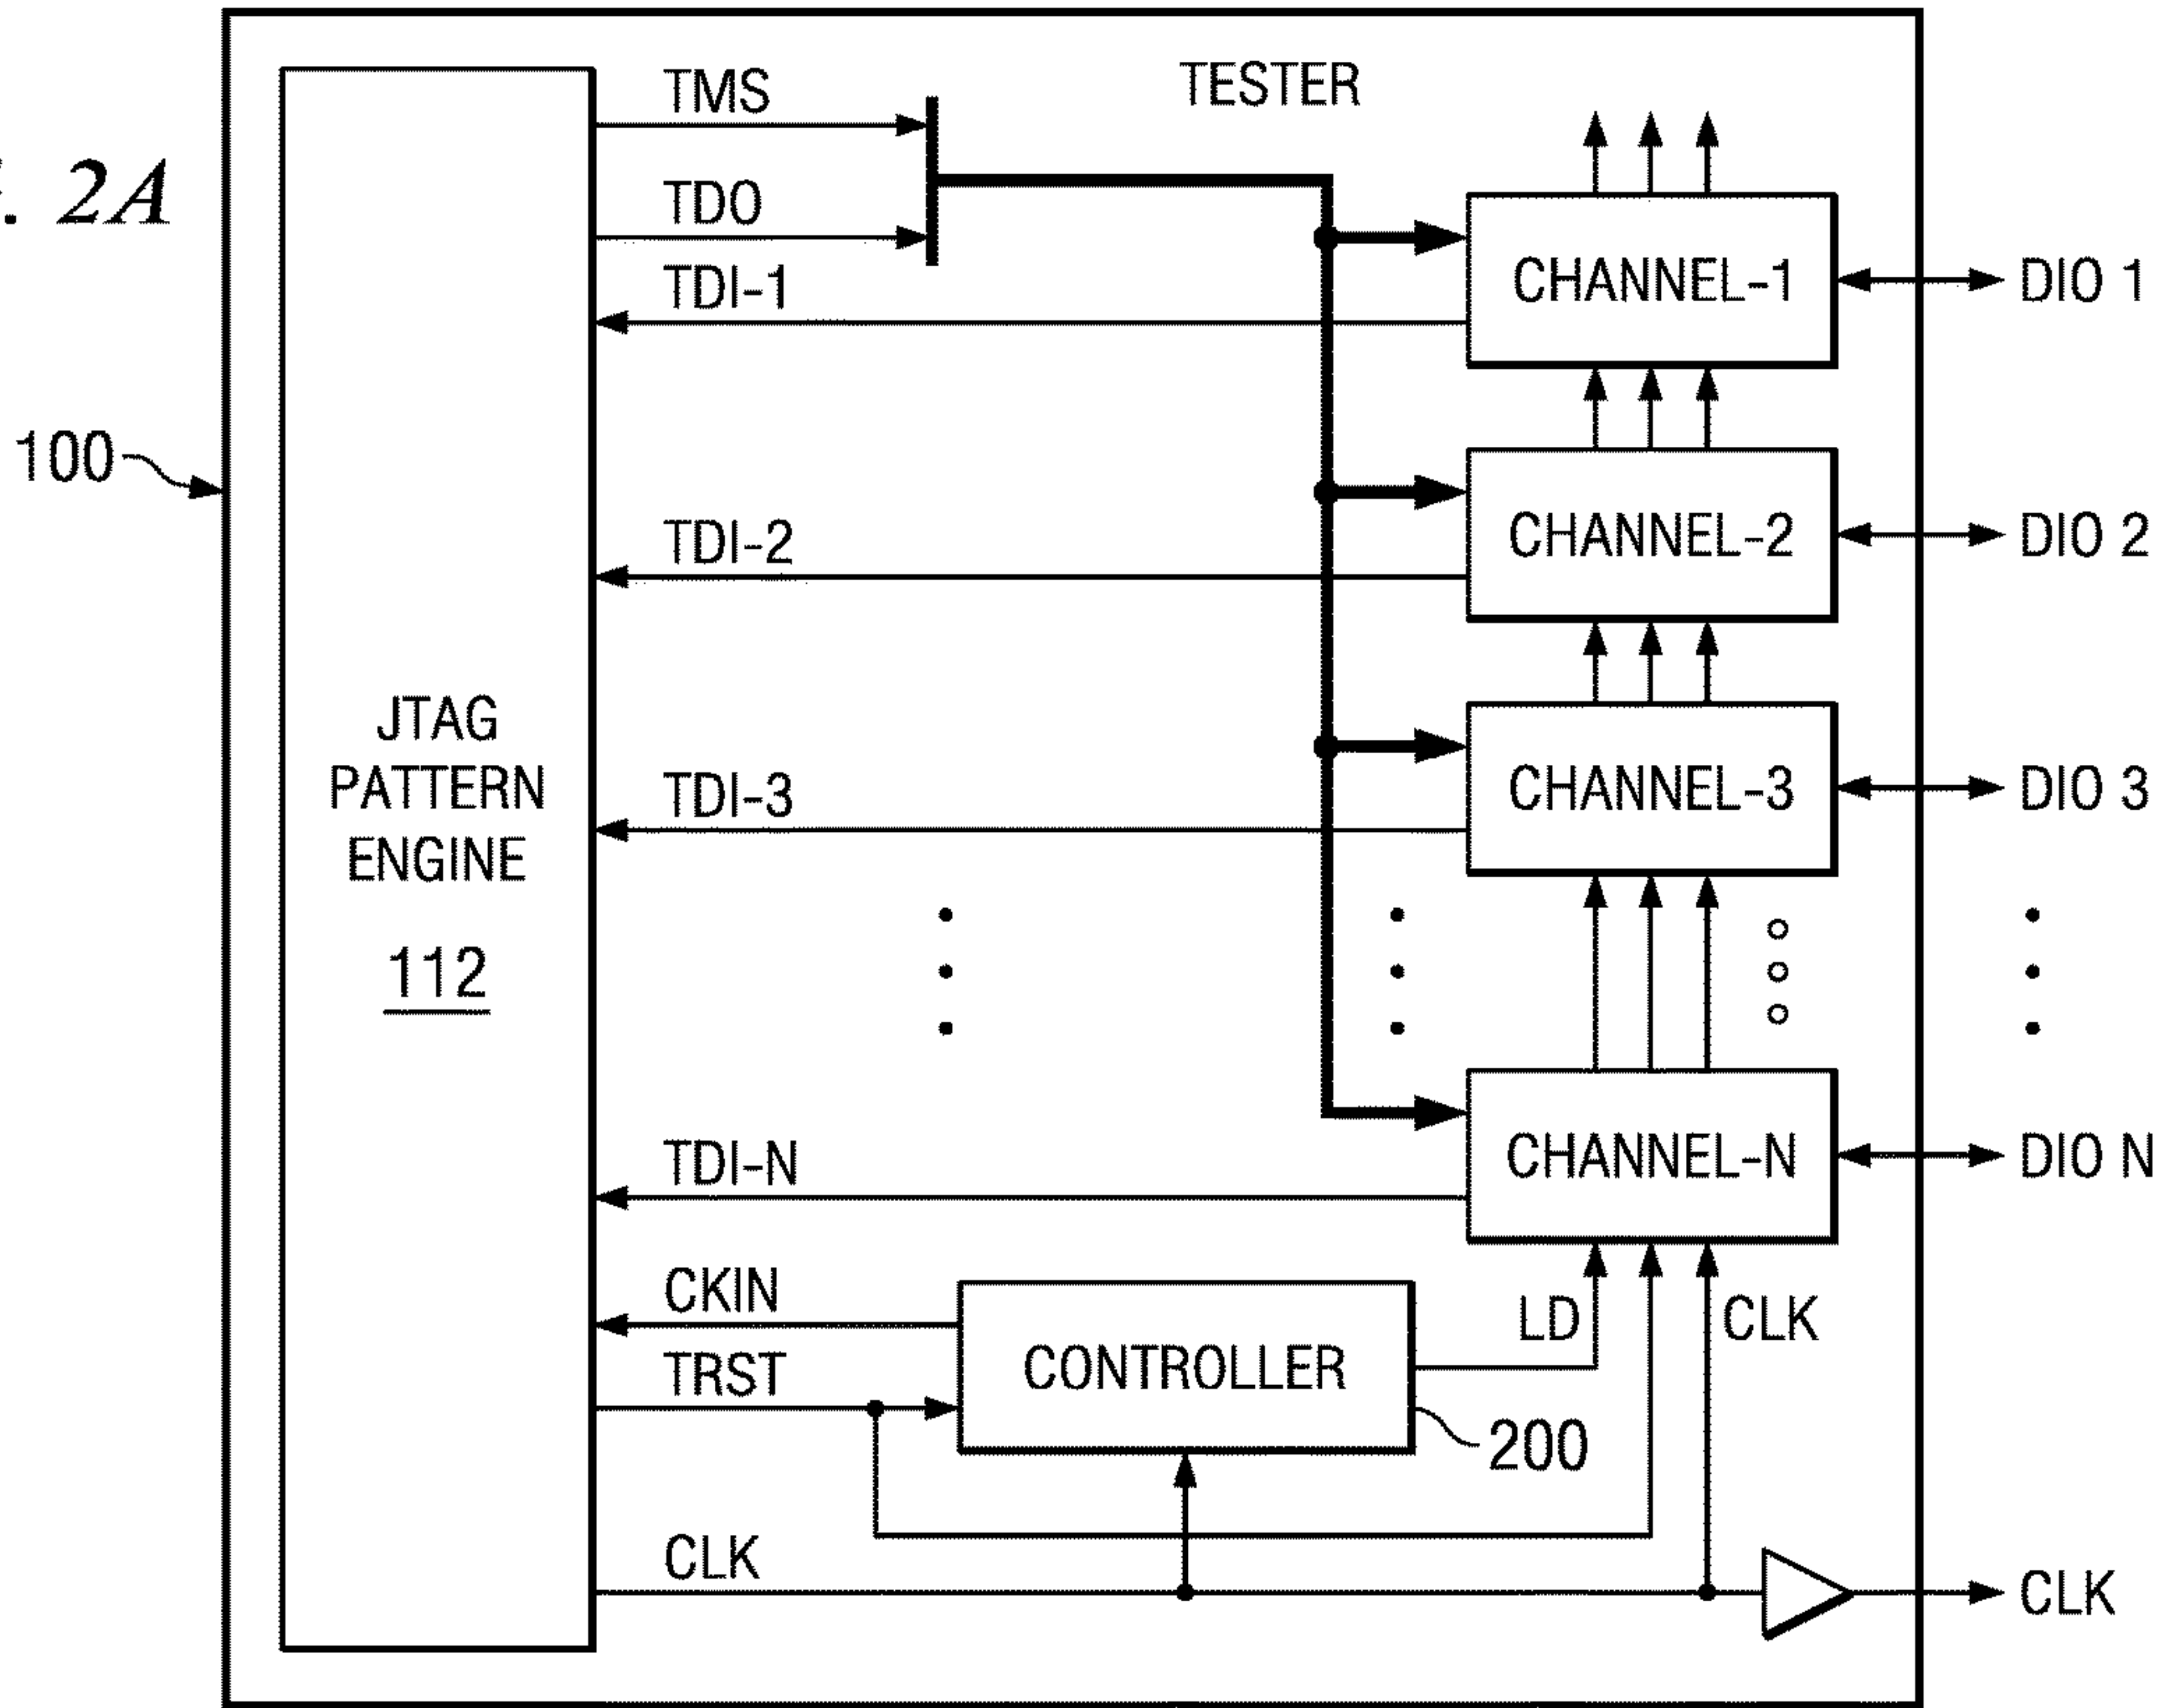 TESTER
TMS
2A
TDO
TDI-1
CHANNEL-1
DIO 1
100
TDI-2
CHANNEL-2
DIO 2
JTAG
PATTERN
ENGINE
112
TDI-3
CHANNEL-3
DIO 3
TDI-N
CHANNEL-N
DIO N
CKIN
LD
CLK
TRST
CONTROLLER
200
CLK
CLK